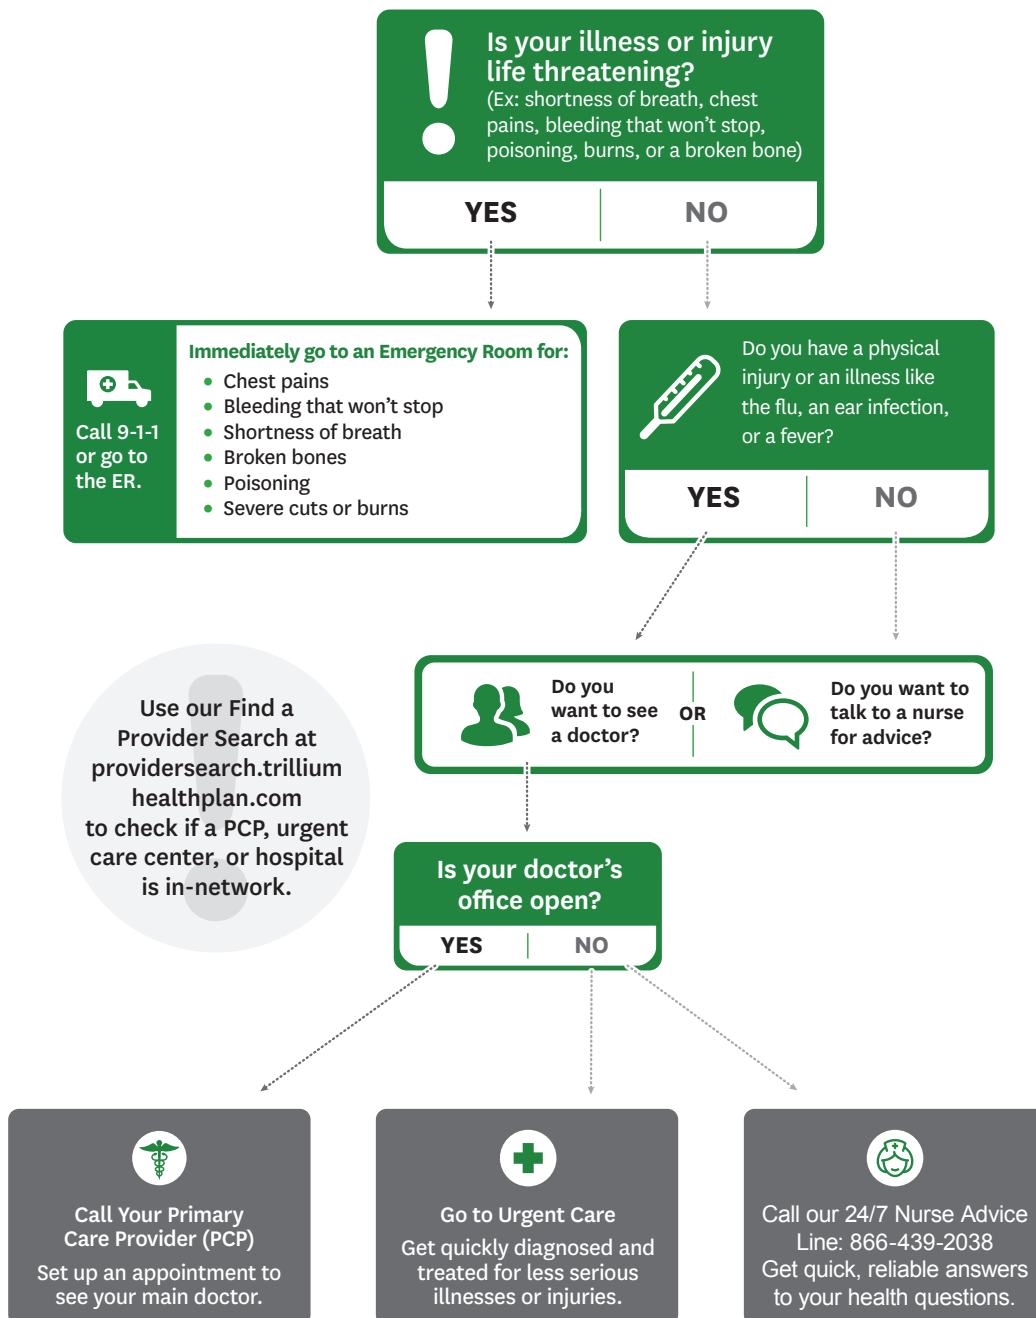 Is your illness or injury
life threatening?
(Ex: shortness of breath, chest
pains, bleeding that won’t stop,
poisoning, burns, or a broken bone)
YES
NO
Call 9-1-1
or go to
the ER.
Immediately go to an Emergency Room for:
• Chest pains
• Bleeding that won’t stop
• Shortness of breath
• Broken bones
• Poisoning
• Severe cuts or burns
Do you have a physical
injury or an illness like
the flu, an ear infection,
or a fever?
YES
NO
Use our Find a
Provider Search at
providersearch.trillium
healthplan.com
to check if a PCP, urgent
care center, or hospital
is in-network.
Do you
want to see
a doctor?
OR
Do you want to
talk to a nurse
for advice?
Is your doctor’s
office open?
YES
NO
Call Your Primary
Care Provider (PCP)
Set up an appointment to
see your main doctor.
Go to Urgent Care
Get quickly diagnosed and
treated for less serious
illnesses or injuries.
Call our 24/7 Nurse Advice
Line: 866-439-2038
Get quick, reliable answers
to your health questions.